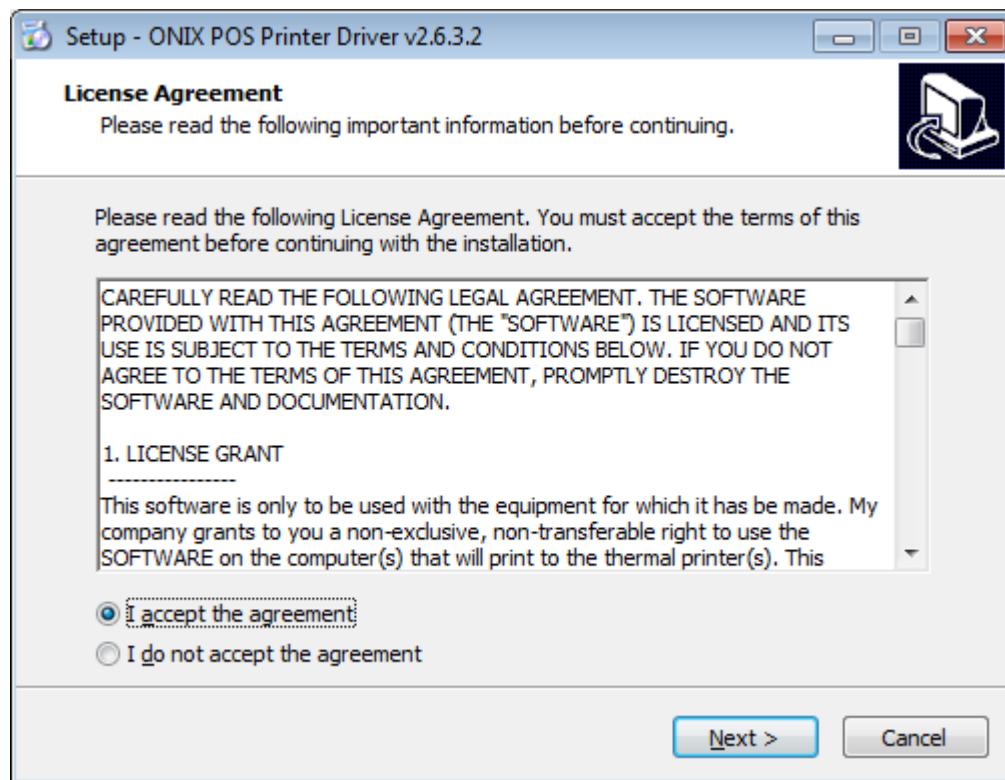 Setup - ONIX POS Printer Driver v2.6.3.2
License Agreement
Please read the following important information before continuing.
Please read the following License Agreement. You must accept the terms of this
agreement before continuing with the installation.
CAREFULLY READ THE FOLLOWING LEGAL AGREEMENT. THE SOFTWARE
PROVIDED WITH THIS AGREEMENT (THE "SOFTWARE") IS LICENSED AND ITS
USE IS SUBJECT TO THE TERMS AND CONDITIONS BELOW. IF YOU DO NOT
AGREE TO THE TERMS OF THIS AGREEMENT, PROMPTLY DESTROY THE
SOFTWARE AND DOCUMENTATION.
1. LICENSE GRANT
----------------
This software is only to be used with the equipment for which it has be made. My
company grants to you a non-exclusive, non-transferable right to use the
SOFTWARE on the computer(s) that will print to the thermal printer(s). This
I accept the agreement
I do not accept the agreement
Next >
Cancel